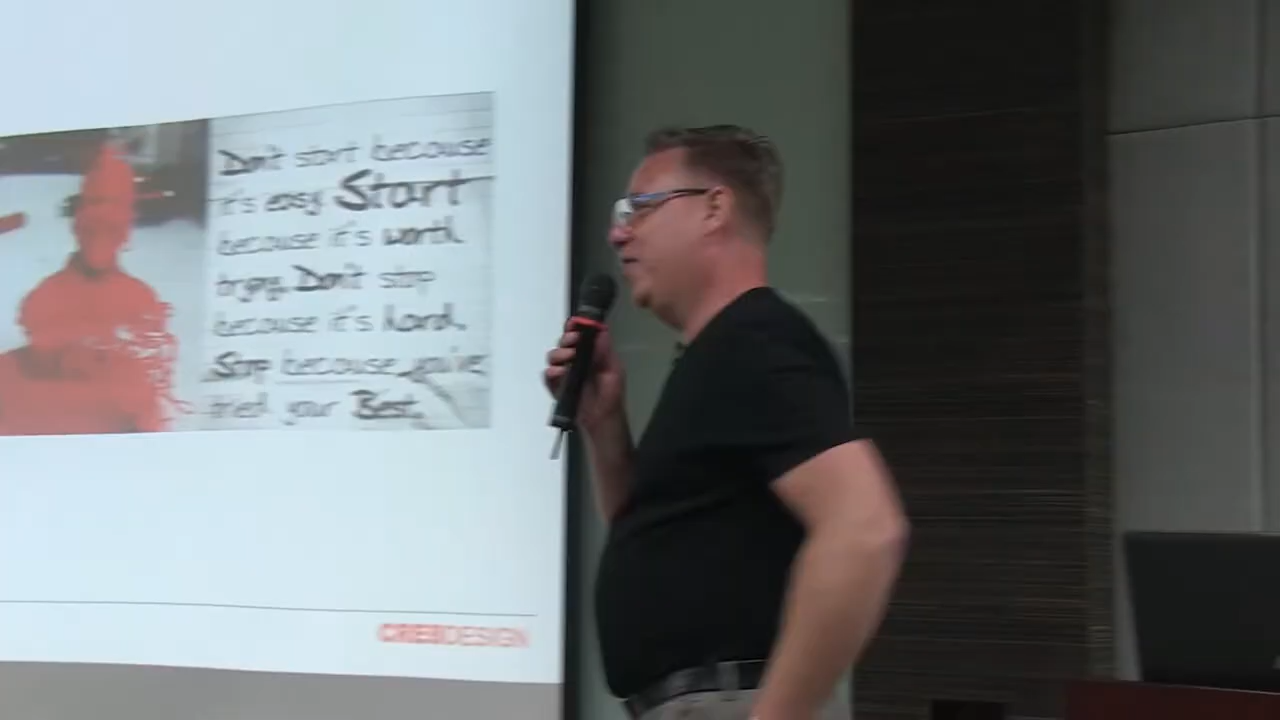 Don't start because
it's easy. Start
because it's worth
trying. Don't stop
because it's hard.
Stop because you've
tried your Best.
DESIGN